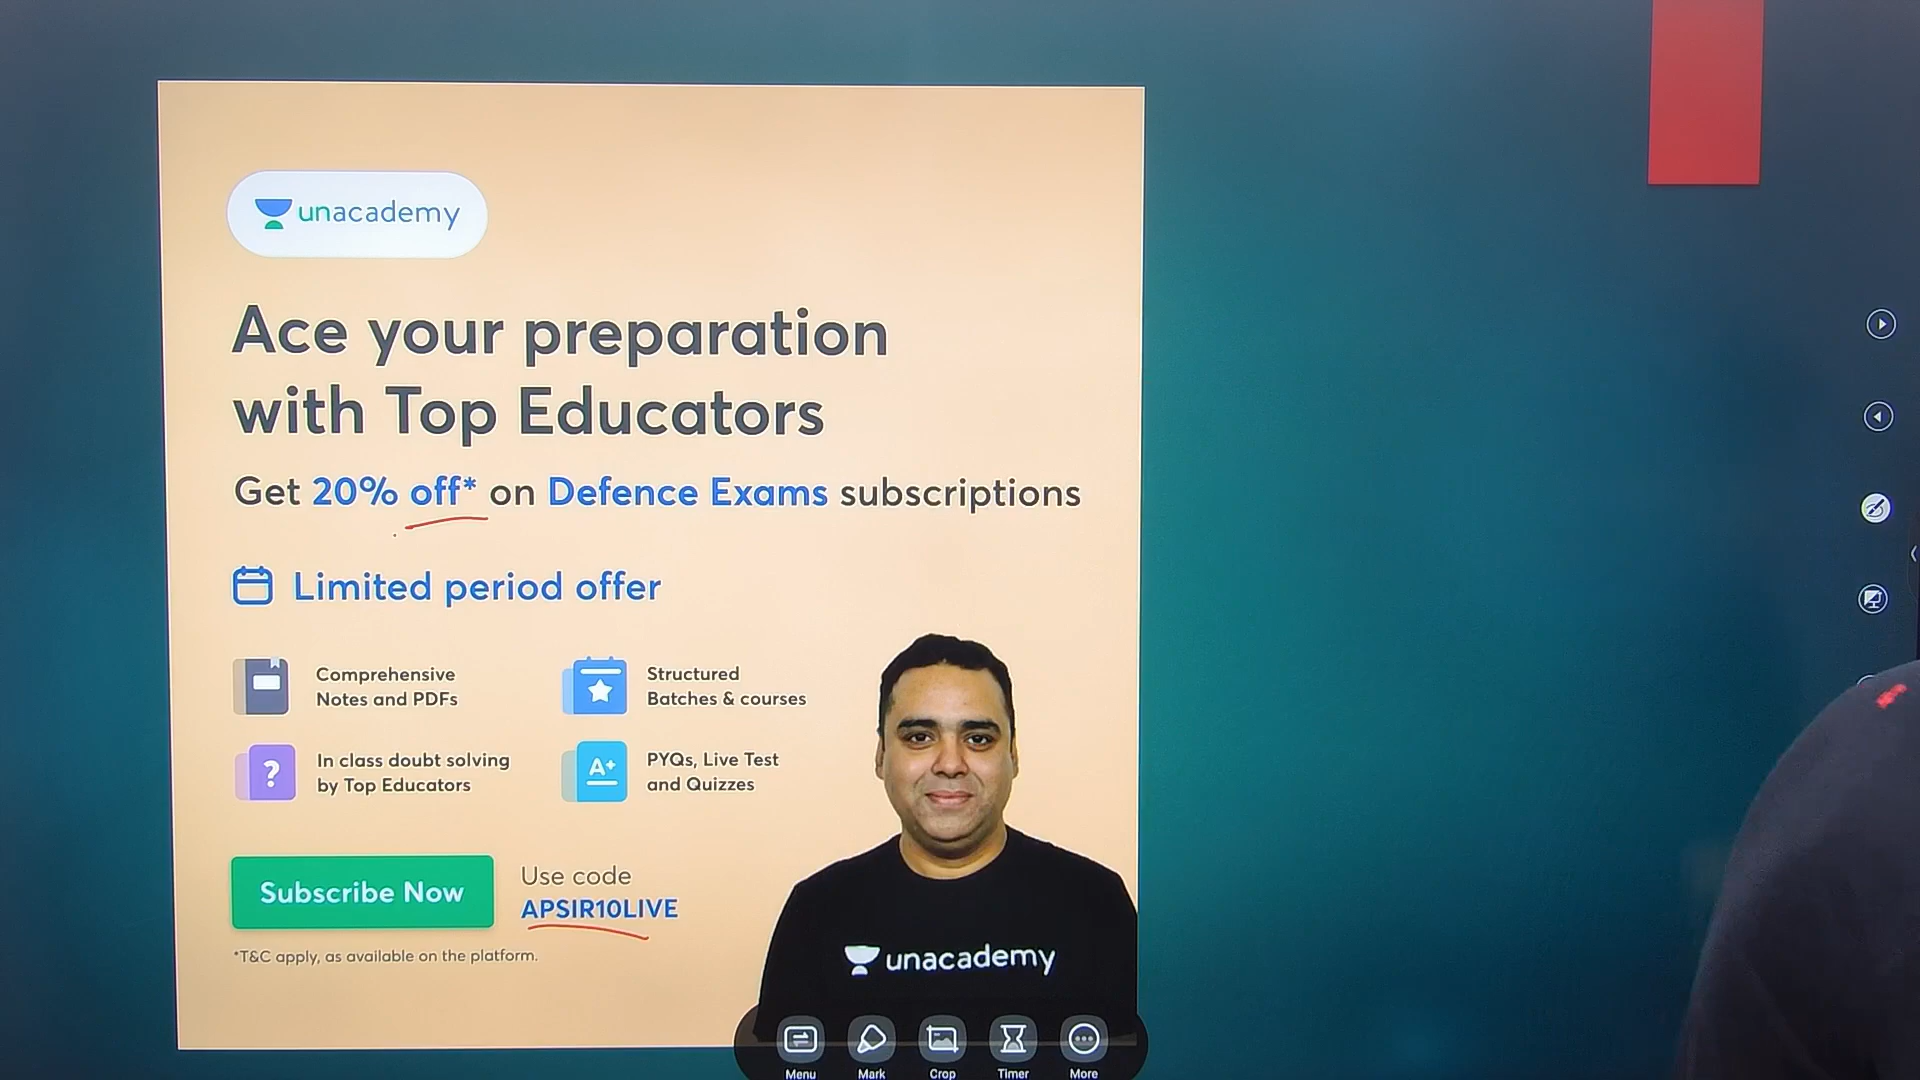 unacademy
Ace your preparation
with Top Educators
Get 20% off* on Defence Exams subscriptions
Limited period offer
Comprehensive
Notes and PDFs
Structured
Batches & courses
?
In class doubt solving
by Top Educators
A+
PYQs, Live Test
and Quizzes
Subscribe Now
Use code
APSIR10LIVE
*T&C apply, as available on the platform.
unacademy
Menu
Mark
Crop
Timer
More